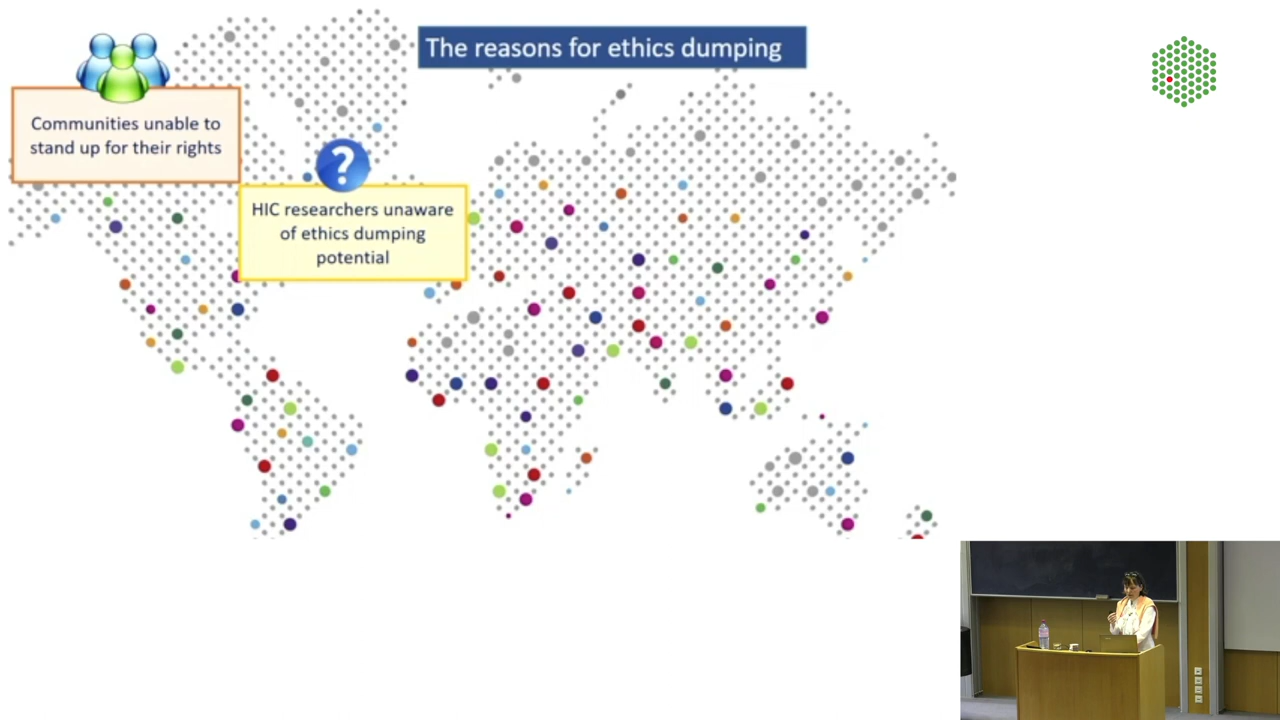 The reasons for ethics dumping
Communities unable to
stand up for their rights
?
HIC researchers unaware
of ethics dumping
potential